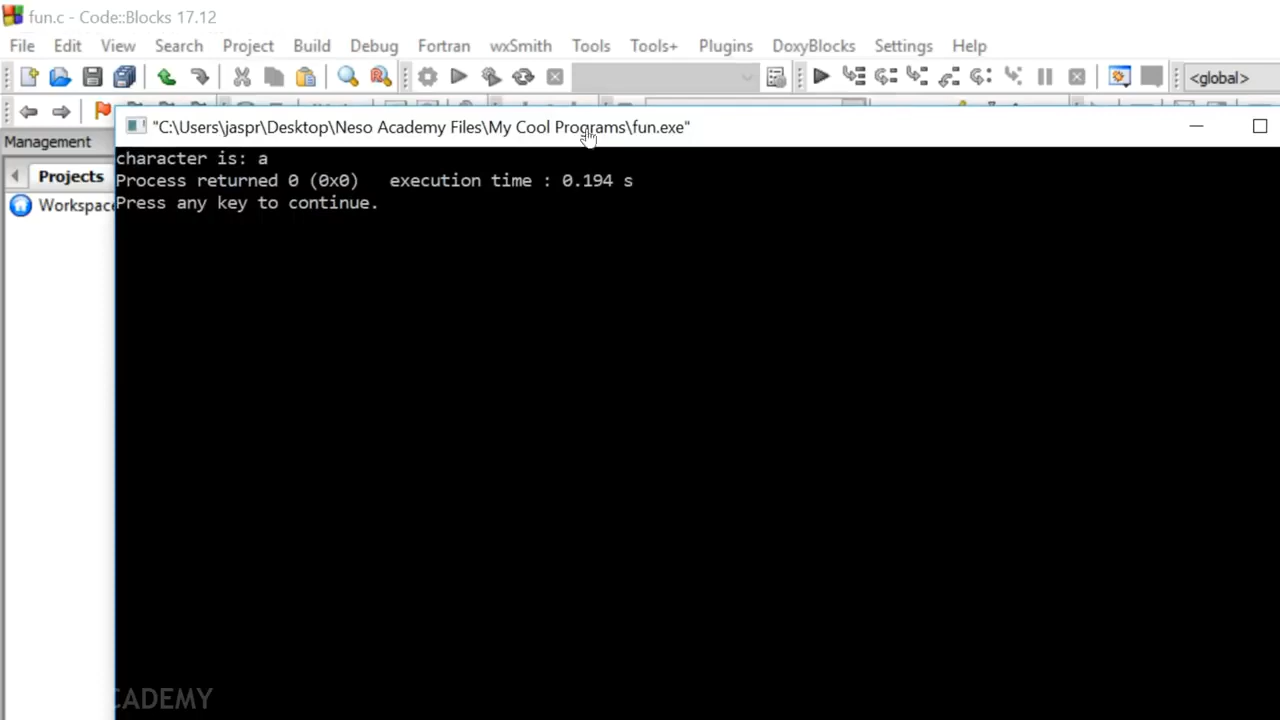 fun.c - Code::Blocks 17.12
File Edit View Search Project Build Debug Fortran wxSmith Tools Tools+ Plugins DoxyBlocks Settings Help
<global>
"C:\Users\jaspr\Desktop\Neso Academy Files\My Cool Programs\fun.exe"
Management
character is: a
Projects
Process returned 0 (0x0)   execution time : 0.194 s
Workspace
Press any key to continue.
CADEMY